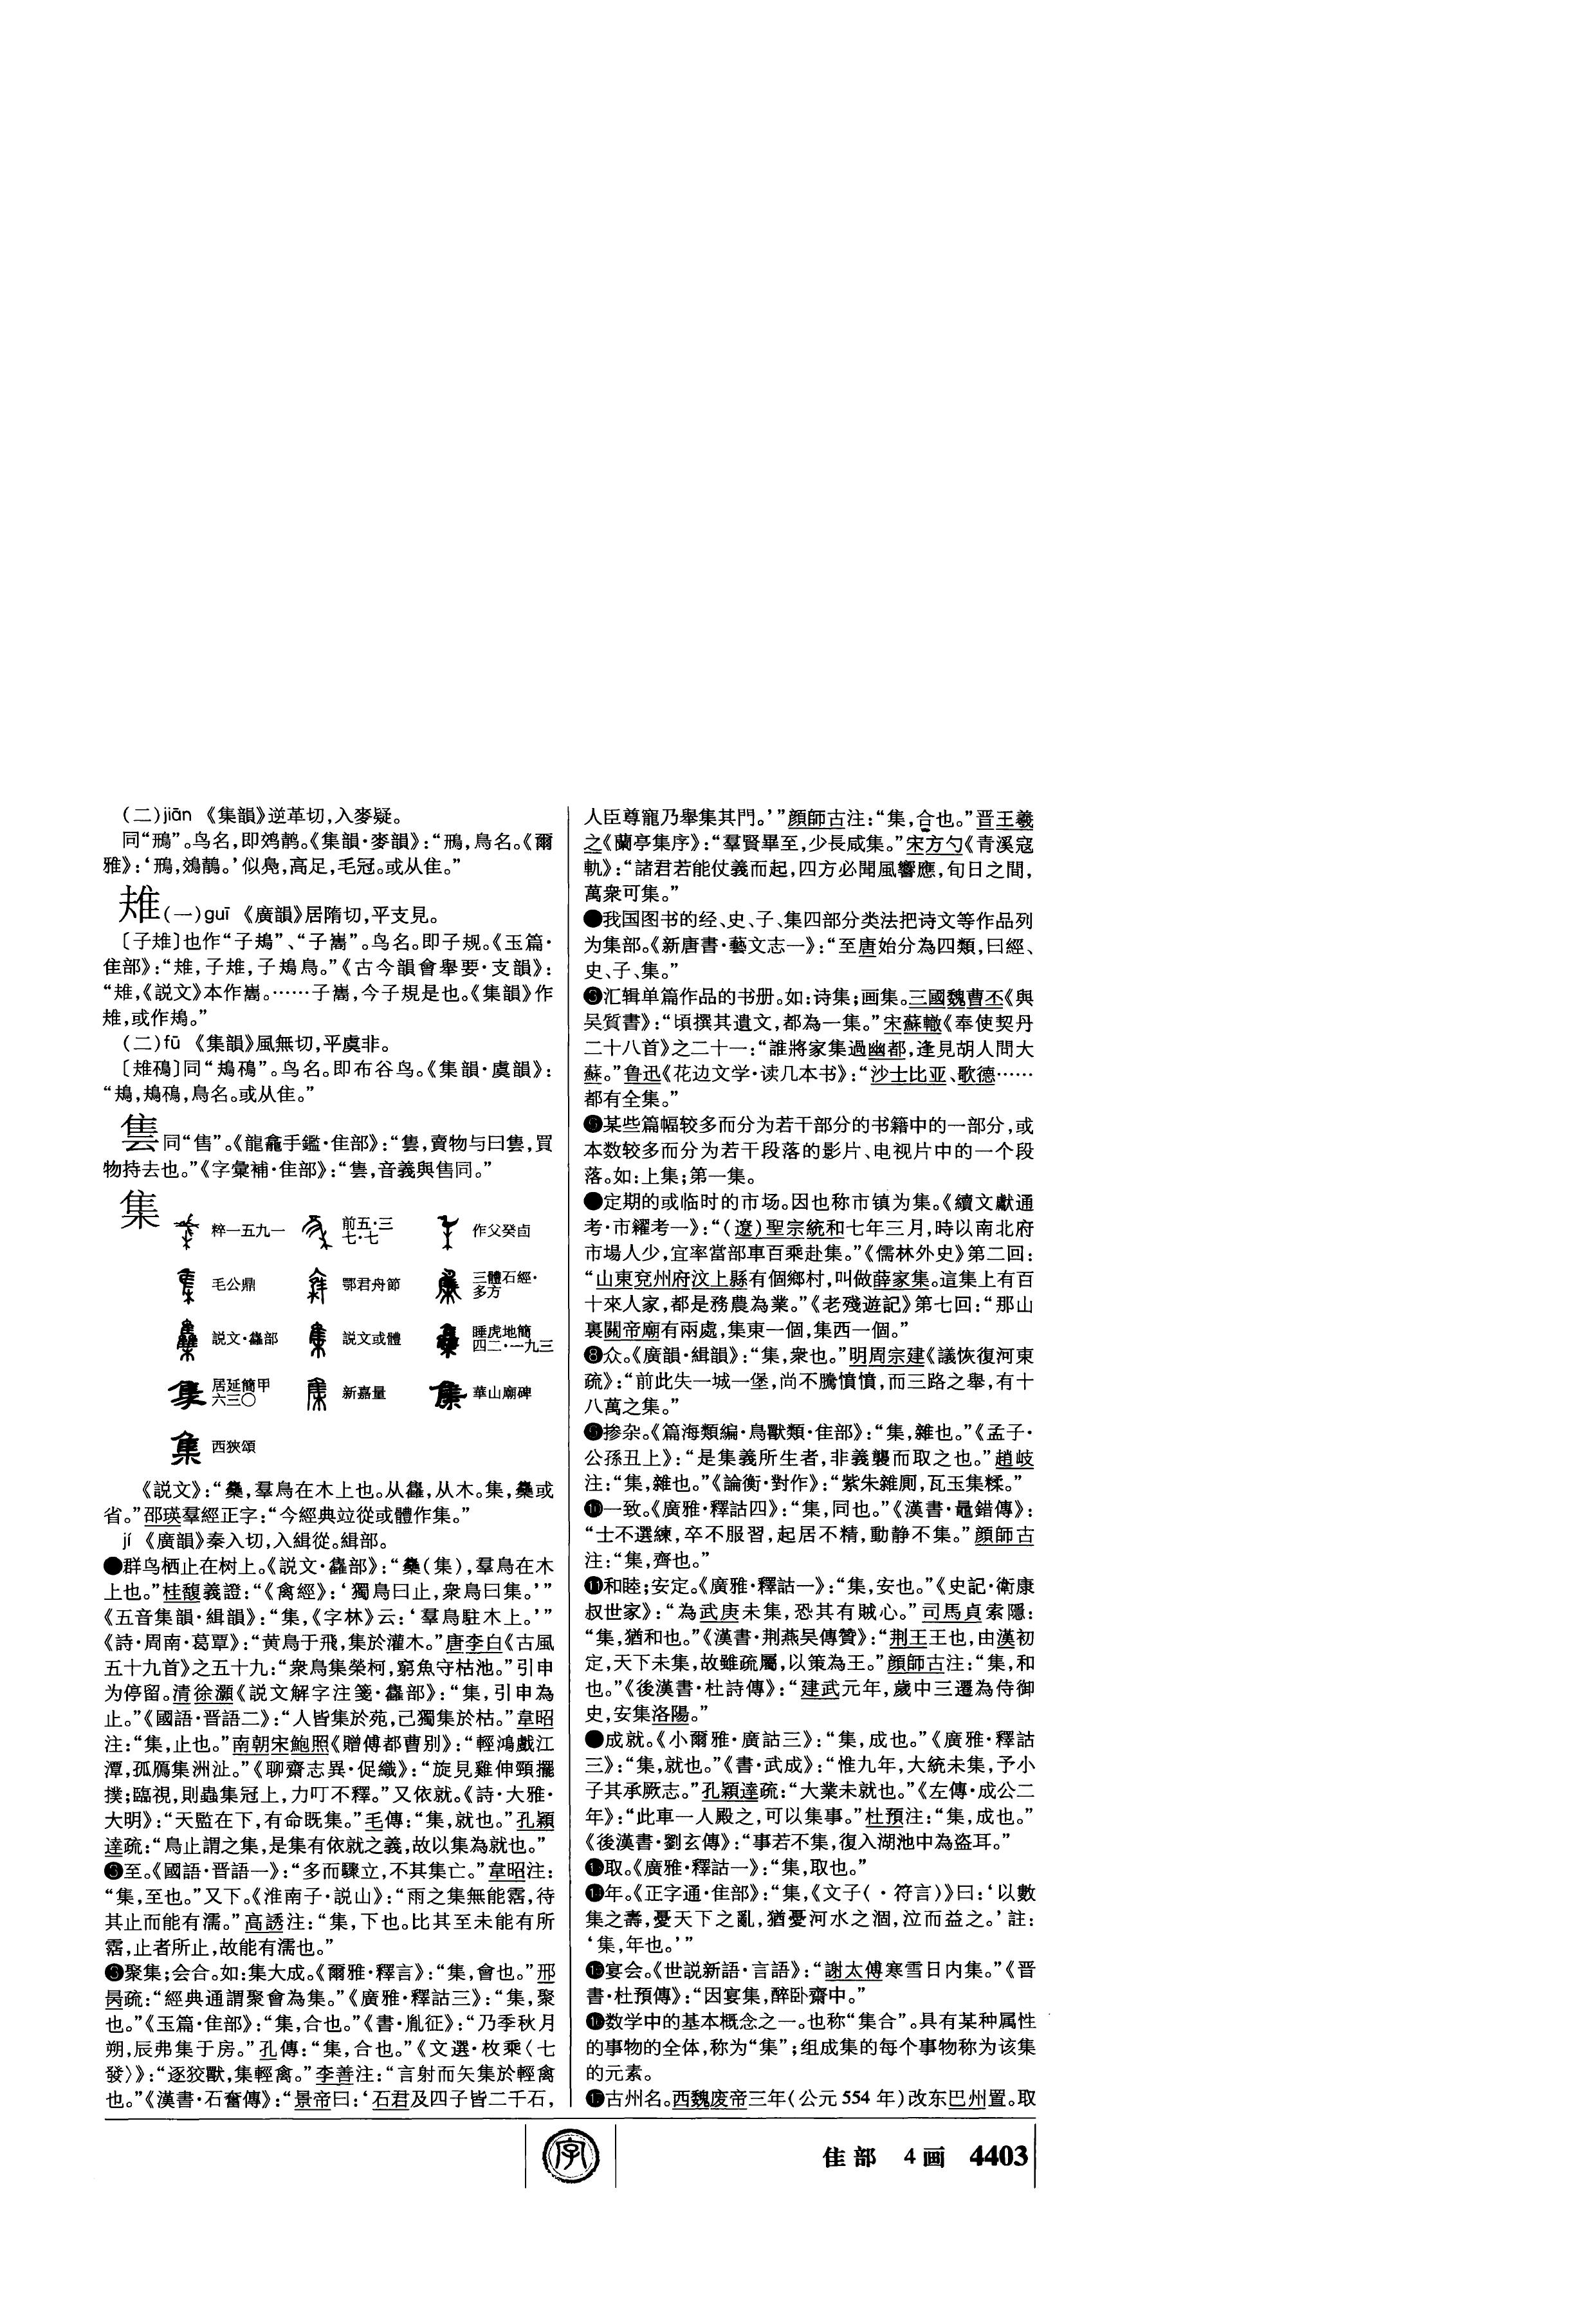 (二)jiān 《集韻》逆革切,入麥疑。
同“鳽”。鸟名,即鵁鶄。《集韻·麥韻》:“鳽,鳥名。《爾
雅》:‘鳽,鵁鶄。’似鳧,高足,毛冠。或从隹。”
䧱(一)guī 《廣韻》居隋切,平支見。
〔子䧱〕也作“子鳺”、“子巂”。鸟名。即子规。《玉篇·
隹部》:“䧱,子䧱,子鳺鳥。”《古今韻會舉要·支韻》:
“䧱,《説文》本作巂。……子巂,今子規是也。《集韻》作
䧱,或作鳺。”
(二)fū 《集韻》風無切,平虞非。
〔䧱鴀〕同“鳺鴀”。鸟名。即布谷鸟。《集韻·虞韻》:
“鳺,鳺鴀,鳥名。或从隹。”
同“售”。《龍龕手鑑·隹部》:“賣物与曰,買
物持去也。”《字彙補·隹部》:“音義與售同。”
集
粹一五九一 前五·三七·七 作父癸卣
毛公鼎 鄂君舟節 三體石經·多方
説文·雥部 説文或體 睡虎地簡四二·一九三
居延簡甲六三〇 新嘉量 華山廟碑
西狹頌
《説文》:“雧,羣鳥在木上也。从雥,从木。集,雧或
省。”邵瑛羣經正字:“今經典竝從或體作集。”
jí 《廣韻》秦入切,入緝從。緝部。
●群鸟栖止在树上。《説文·雥部》:“雧(集),羣鳥在木
上也。”桂馥義證:“《禽經》:‘獨鳥曰止,衆鳥曰集。’”
《五音集韻·緝韻》:“集,《字林》云:‘羣鳥駐木上。’”
《詩·周南·葛覃》:“黄鳥于飛,集於灌木。”唐李白《古風
五十九首》之五十九:“衆鳥集榮柯,窮魚守枯池。”引申
为停留。清徐灝《説文解字注箋·雥部》:“集,引申為
止。”《國語·晋語二》:“人皆集於苑,己獨集於枯。”韋昭
注:“集,止也。”南朝宋鮑照《贈傅都曹别》:“輕鴻戲江
潭,孤鴈集洲沚。”《聊齋志異·促織》:“旋見雞伸頸擺
撲;臨視,則蟲集冠上,力叮不釋。”又依就。《詩·大雅·
大明》:“天監在下,有命既集。”毛傳:“集,就也。”孔穎
達疏:“鳥止謂之集,是集有依就之義,故以集為就也。”
❷至。《國語·晋語一》:“多而驟立,不其集亡。”韋昭注:
“集,至也。”又下。《淮南子·説山》:“雨之集無能霑,待
其止而能有濡。”高誘注:“集,下也。比其至未能有所
霑,止者所止,故能有濡也。”
❸聚集;会合。如:集大成。《爾雅·釋言》:“集,會也。”邢
昺疏:“經典通謂聚會為集。”《廣雅·釋詁三》:“集,聚
也。”《玉篇·隹部》:“集,合也。”《書·胤征》:“乃季秋月
朔,辰弗集于房。”孔傳:“集,合也。”《文選·枚乘〈七
發〉》:“逐狡獸,集輕禽。”李善注:“言射而矢集於輕禽
也。”《漢書·石奮傳》:“景帝曰:‘石君及四子皆二千石,
人臣尊寵乃舉集其門。’”顔師古注:“集,合也。”晋王羲
之《蘭亭集序》:“羣賢畢至,少長咸集。”宋方勺《青溪寇
軌》:“諸君若能仗義而起,四方必聞風響應,旬日之間,
萬衆可集。”
●我国图书的经、史、子、集四部分类法把诗文等作品列
为集部。《新唐書·藝文志一》:“至唐始分為四類,曰經、
史、子、集。”
❺汇辑单篇作品的书册。如:诗集;画集。三國魏曹丕《與
吴質書》:“頃撰其遺文,都為一集。”宋蘇轍《奉使契丹
二十八首》之二十一:“誰將家集過幽都,逢見胡人問大
蘇。”鲁迅《花边文学·读几本书》:“沙士比亚、歌德……
都有全集。”
❻某些篇幅较多而分为若干部分的书籍中的一部分,或
本数较多而分为若干段落的影片、电视片中的一个段
落。如:上集;第一集。
●定期的或临时的市场。因也称市镇为集。《續文獻通
考·市糴考一》:“(遼)聖宗統和七年三月,時以南北府
市場人少,宜率當部車百乘赴集。”《儒林外史》第二回:
“山東兗州府汶上縣有個鄉村,叫做薛家集。這集上有百
十來人家,都是務農為業。”《老殘遊記》第七回:“那山
裏關帝廟有兩處,集東一個,集西一個。”
❽众。《廣韻·緝韻》:“集,衆也。”明周宗建《議恢復河東
疏》:“前此失一城一堡,尚不騰憤憤,而三路之舉,有十
八萬之集。”
❾掺杂。《篇海類編·鳥獸類·隹部》:“集,雜也。”《孟子·
公孫丑上》:“是集義所生者,非義襲而取之也。”趙岐
注:“集,雜也。”《論衡·對作》:“紫朱雜厠,瓦玉集糅。”
❿一致。《廣雅·釋詁四》:“集,同也。”《漢書·鼂錯傳》:
“士不選練,卒不服習,起居不精,動静不集。”顔師古
注:“集,齊也。”
⓫和睦;安定。《廣雅·釋詁一》:“集,安也。”《史記·衛康
叔世家》:“為武庚未集,恐其有賊心。”司馬貞索隱:
“集,猶和也。”《漢書·荆燕吴傳贊》:“荆王王也,由漢初
定,天下未集,故雖疏屬,以策為王。”顔師古注:“集,和
也。”《後漢書·杜詩傳》:“建武元年,歲中三遷為侍御
史,安集洛陽。”
●成就。《小爾雅·廣詁三》:“集,成也。”《廣雅·釋詁
三》:“集,就也。”《書·武成》:“惟九年,大統未集,予小
子其承厥志。”孔穎達疏:“大業未就也。”《左傳·成公二
年》:“此車一人殿之,可以集事。”杜預注:“集,成也。”
《後漢書·劉玄傳》:“事若不集,復入湖池中為盗耳。”
⓭取。《廣雅·釋詁一》:“集,取也。”
⓮年。《正字通·隹部》:“集,《文子〈·符言〉》曰:‘以數
集之壽,憂天下之亂,猶憂河水之涸,泣而益之。’註:
‘集,年也。’”
⓯宴会。《世説新語·言語》:“謝太傅寒雪日内集。”《晋
書·杜預傳》:“因宴集,醉卧齋中。”
⓰数学中的基本概念之一。也称“集合”。具有某种属性
的事物的全体,称为“集”;组成集的每个事物称为该集
的元素。
⓱古州名。西魏废帝三年(公元 554 年)改东巴州置。取
字
隹部 4画 4403